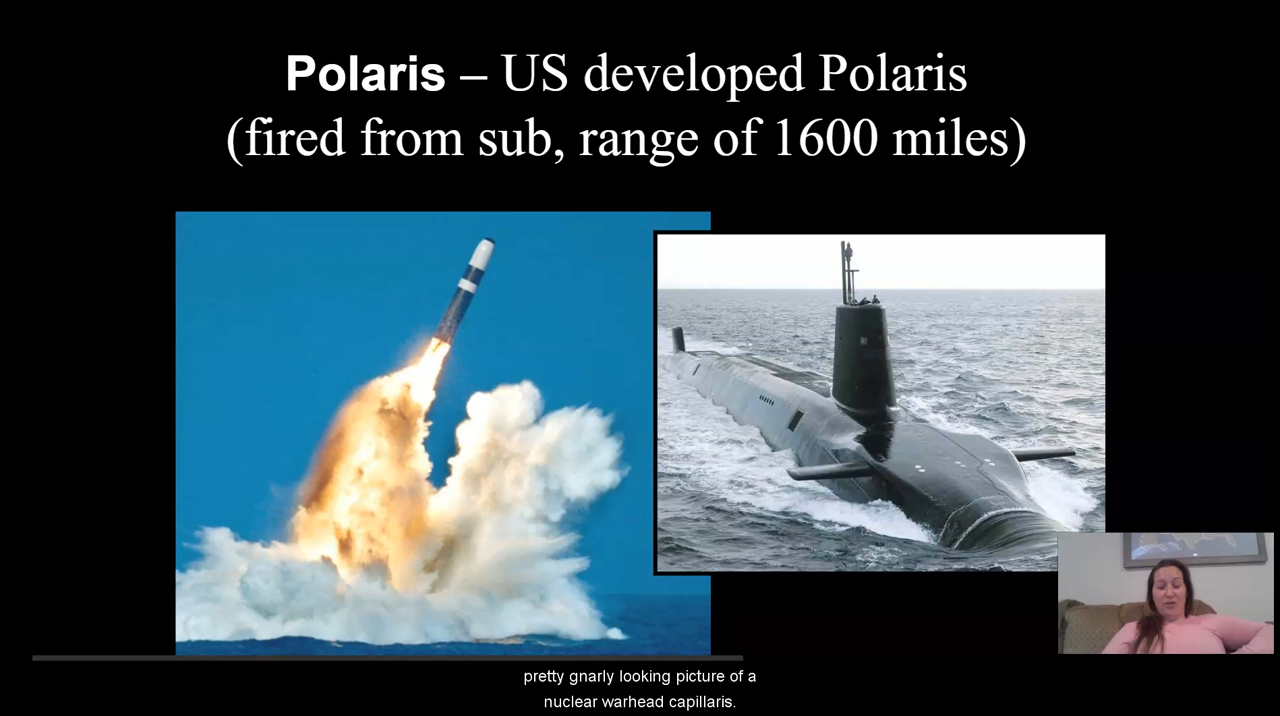 Polaris – US developed Polaris
(fired from sub, range of 1600 miles)
pretty gnarly looking picture of a
nuclear warhead capillaris.